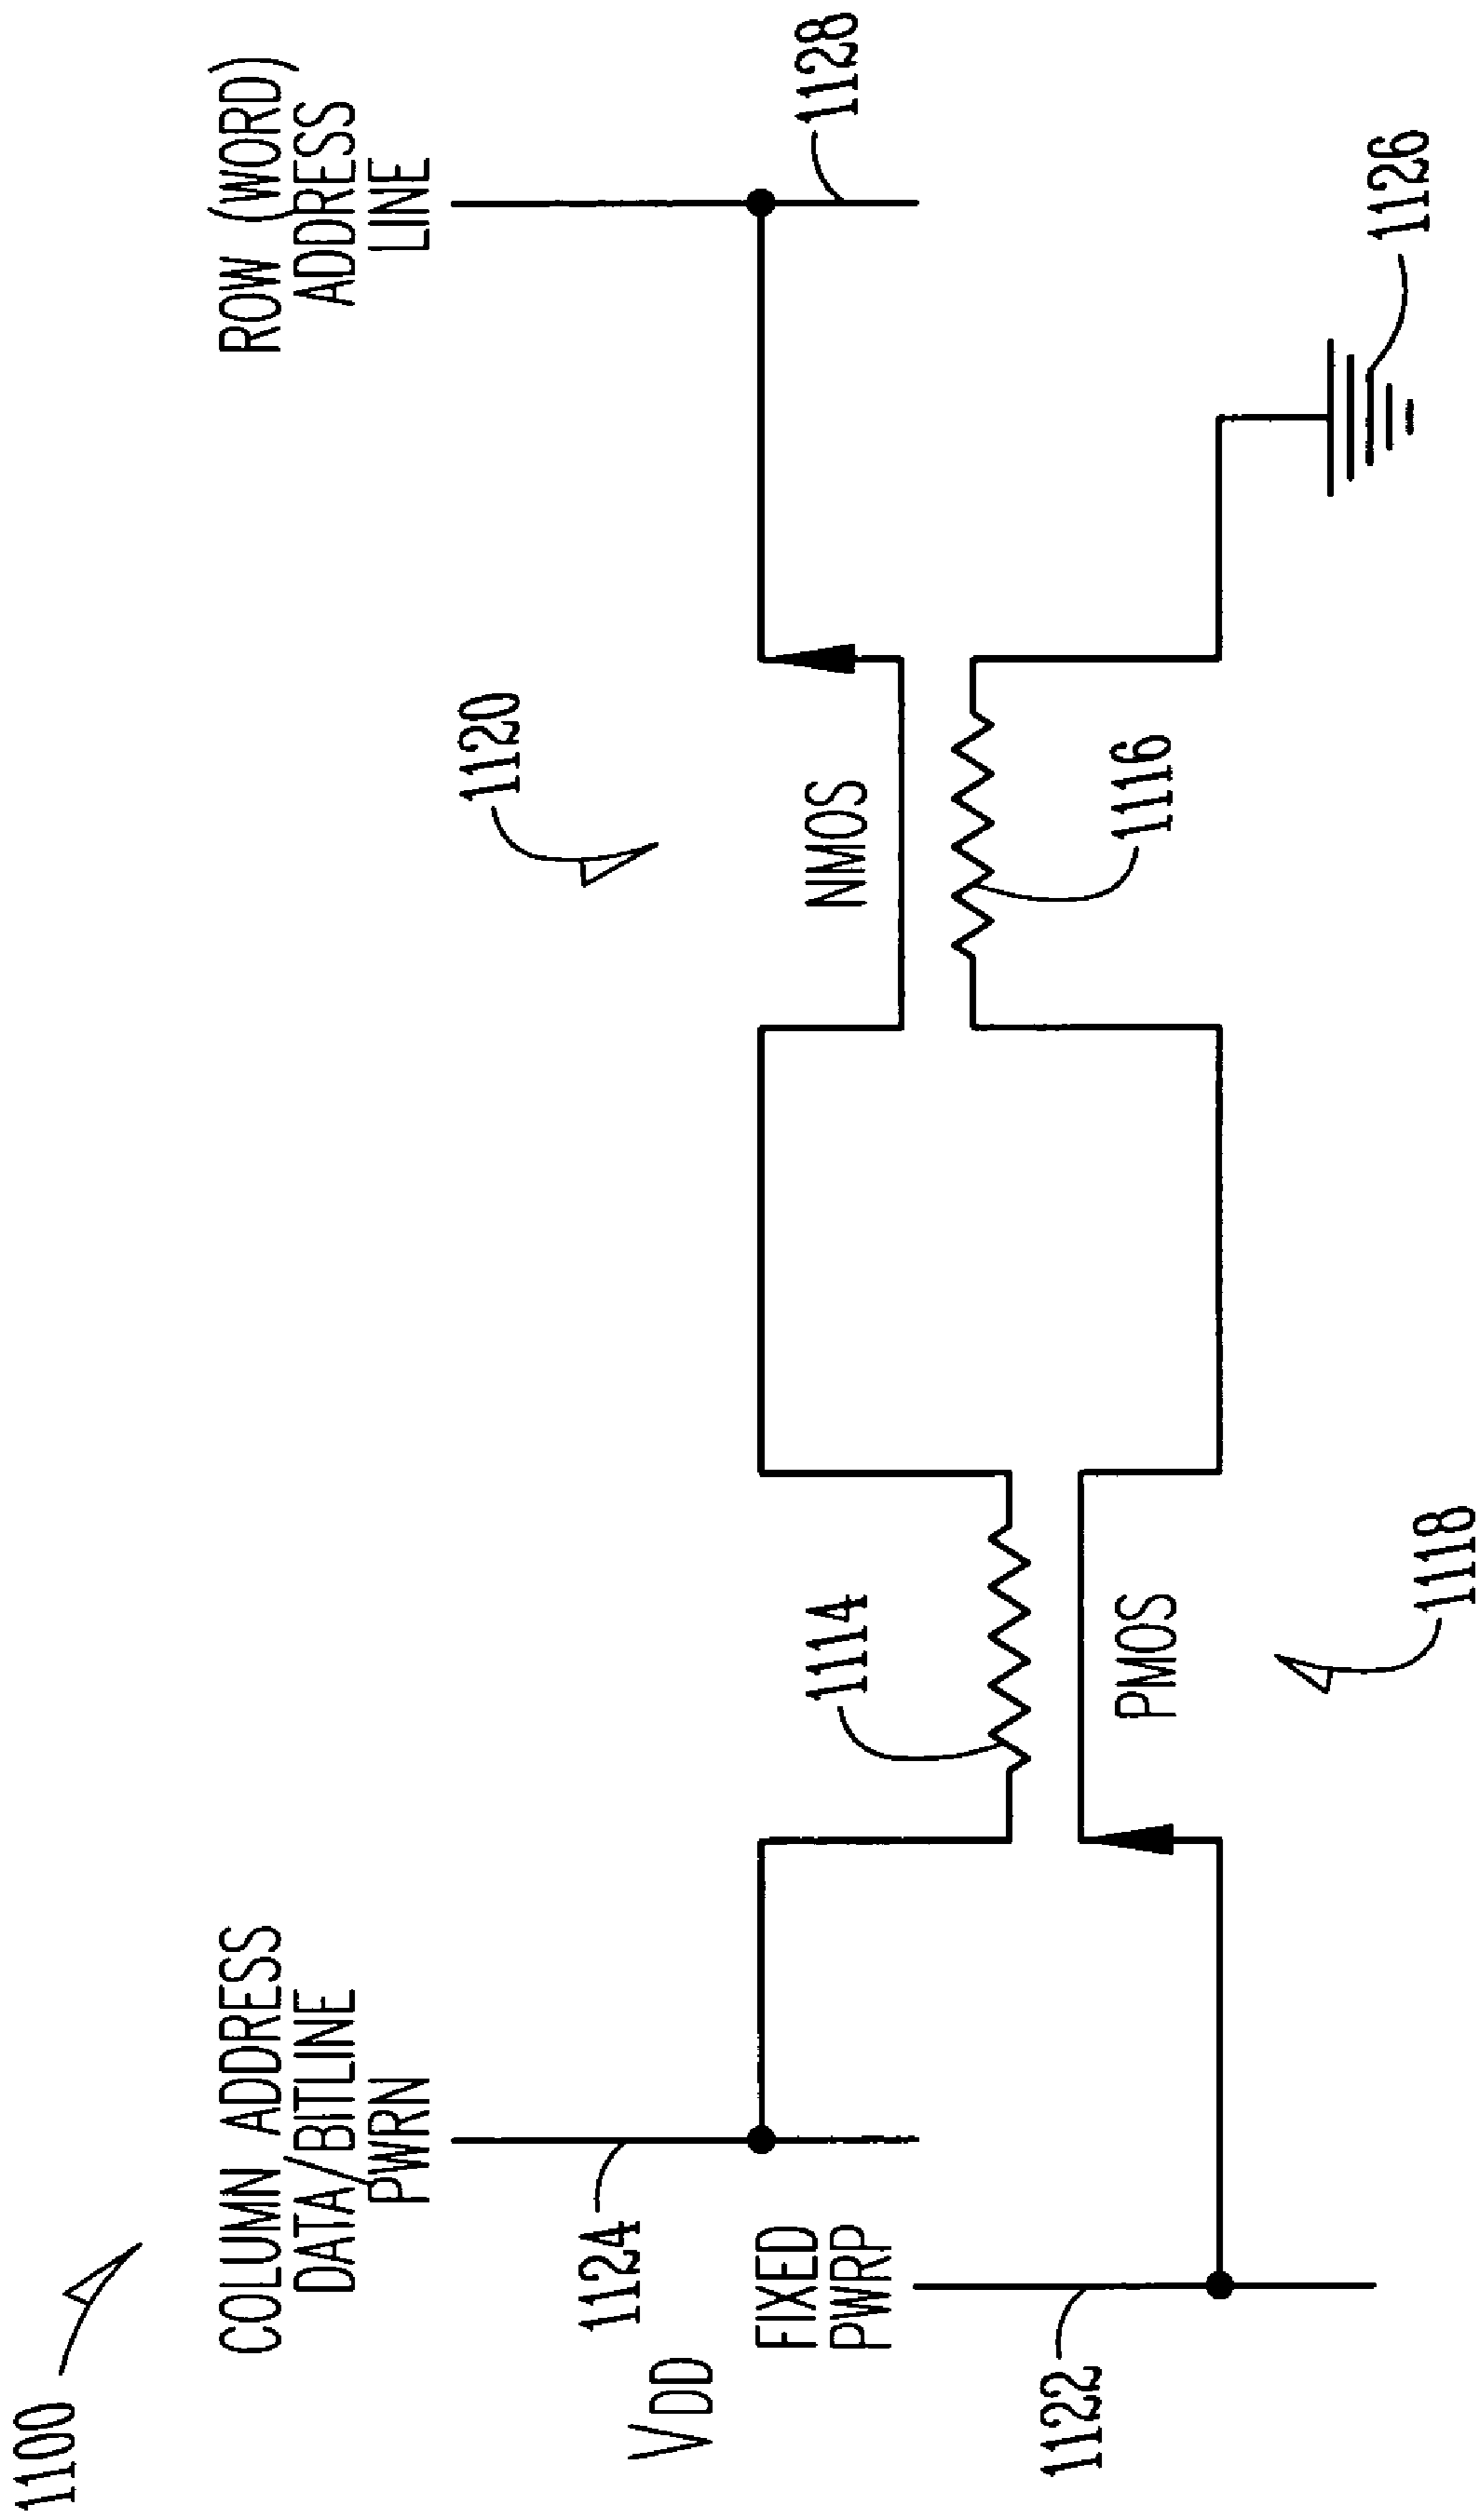 1100
COLUMN ADDRESS
DATA/BITLINE
PWRN
ROW (WORD)
ADDRESS
LINE
1124
1120
VDD
FIXED
PWRP
1114
NMOS
1128
1122
PMOS
1116
1118
1126